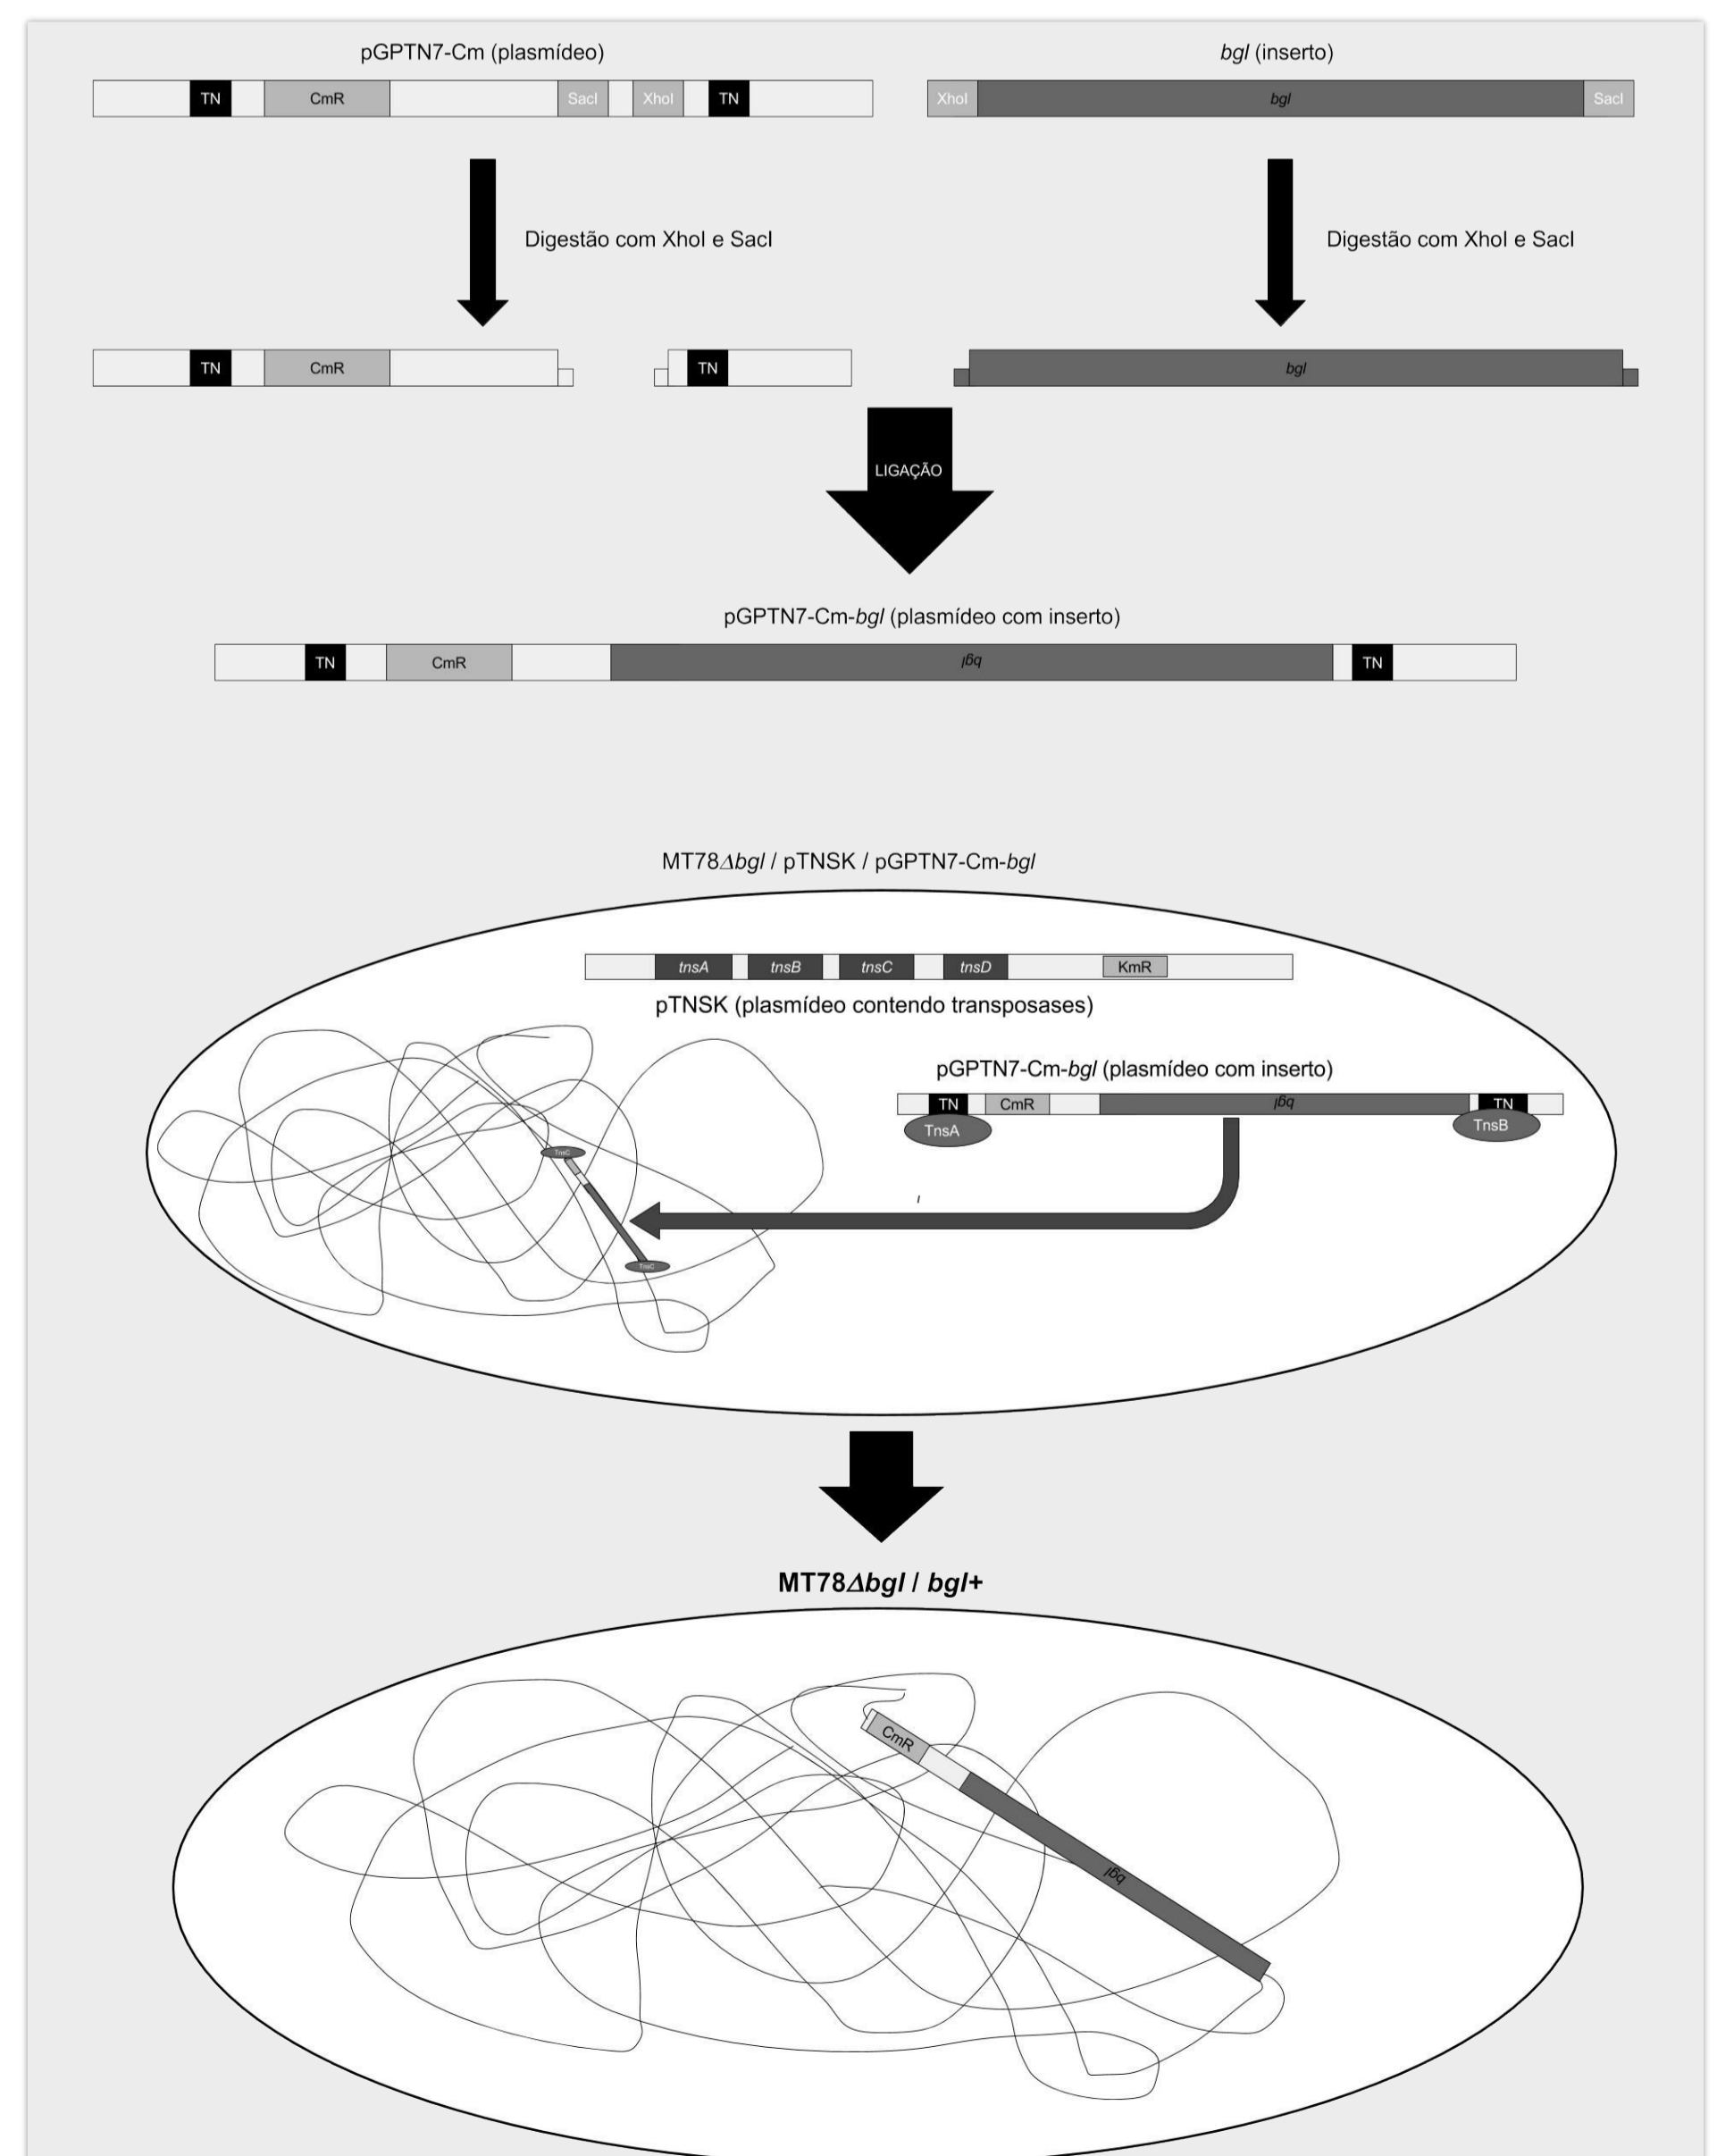 pGPTN7-Cm (plasmídeo)
bgl (inserto)
TN CmR SacI XhoI TN
XhoI bgl SacI
Digestão com XhoI e SacI
Digestão com XhoI e SacI
TN CmR TN
bgl
LIGAÇÃO
pGPTN7-Cm-bgl (plasmídeo com inserto)
TN CmR bgl TN
MT78Δbgl / pTNSK / pGPTN7-Cm-bgl
tnsA tnsB tnsC tnsD KmR
pTNSK (plasmídeo contendo transposases)
pGPTN7-Cm-bgl (plasmídeo com inserto)
TN CmR bgl TN
TnsA TnsB
TnsC
l
TnsC
MT78Δbgl / bgl+
CmR
bgl